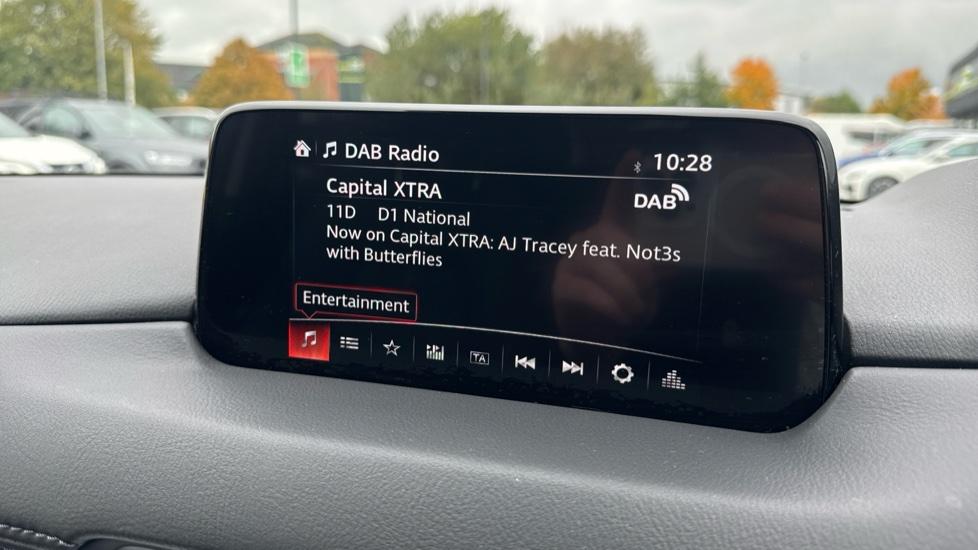 DAB Radio
10:28
Capital XTRA
DAB
11D D1 National
Now on Capital XTRA: AJ Tracey feat. Not3s
with Butterflies
Entertainment
TA